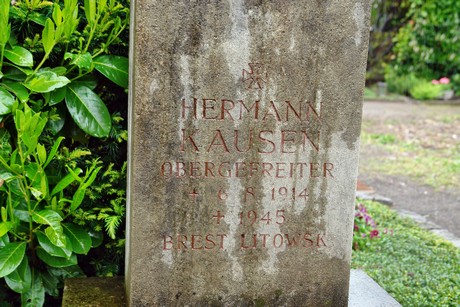 HERMANN
KAUSEN
OBERGEFREITER
* 6.8.1914
+ 1945
BREST LITOWSK